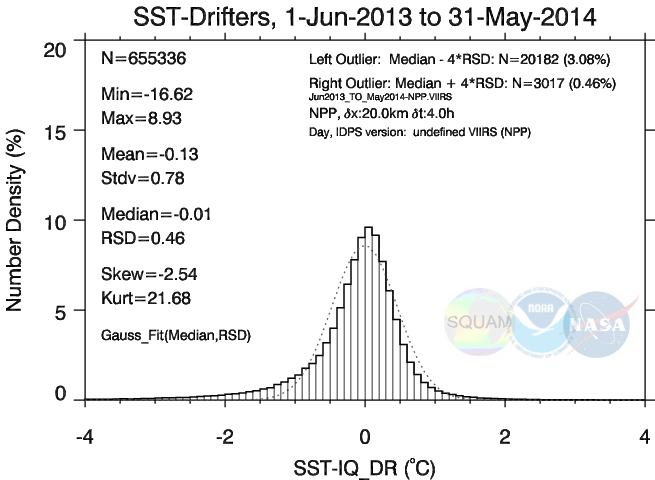 SST-Drifters, 1-Jun-2013 to 31-May-2014
N=655336
Min=-16.62
Max=8.93
Mean=-0.13
Stdv=0.78
Median=-0.01
RSD=0.46
Skew=-2.54
Kurt=21.68
Gauss_Fit(Median,RSD)
Left Outlier: Median - 4*RSD: N=20182 (3.08%)
Right Outlier: Median + 4*RSD: N=3017 (0.46%)
Jun2013_TO_May2014-NPP.VIIRS
NPP, δx:20.0km δt:4.0h
Day, IDPS version: undefined VIIRS (NPP)
SQUAM
NOAA
NASA
Number Density (%)
20
15
10
5
0
-4 -2 0 2 4
SST-IQ_DR (°C)